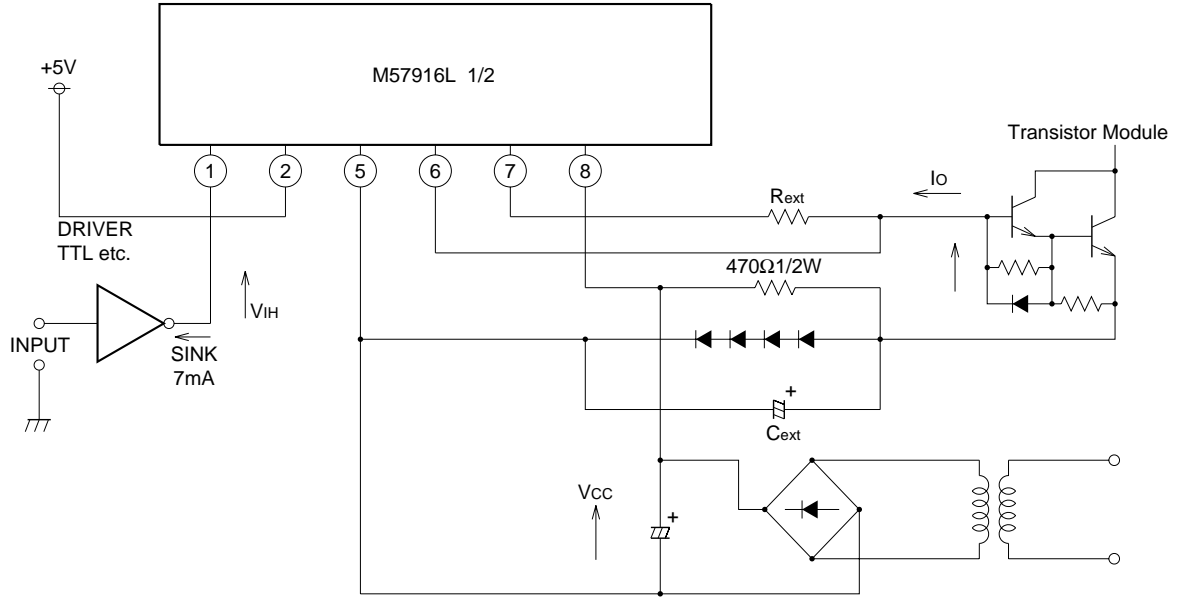 M57916L 1/2
+5V
1 2 5 6 7 8
Transistor Module
IO
Rext
DRIVER
TTL etc.
470Ω1/2W
VIH
INPUT
SINK
7mA
+
Cext
VCC
+